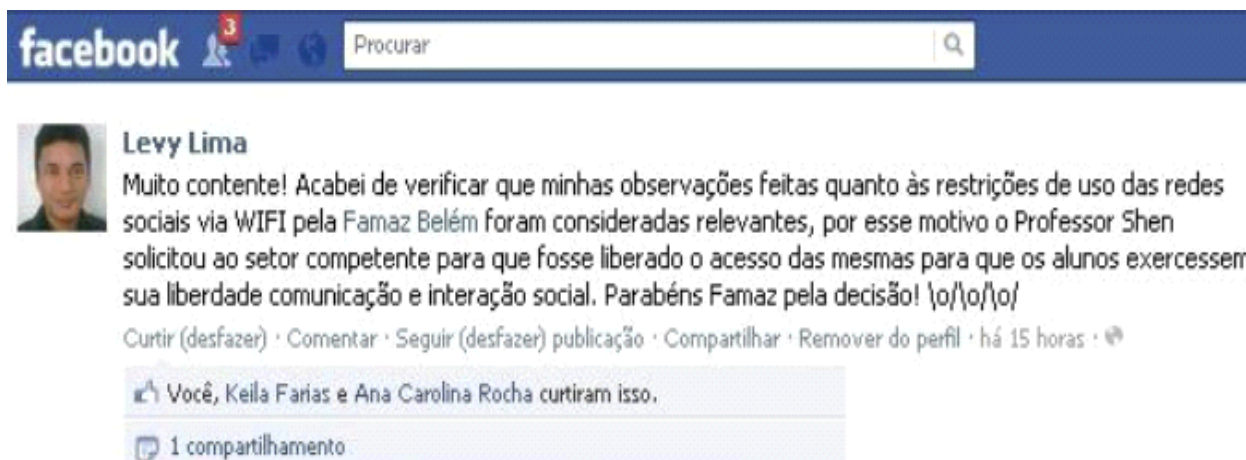 facebook 3 Procurar
Levy Lima
Muito contente! Acabei de verificar que minhas observações feitas quanto às restrições de uso das redes
sociais via WIFI pela Famaz Belém foram consideradas relevantes, por esse motivo o Professor Shen
solicitou ao setor competente para que fosse liberado o acesso das mesmas para que os alunos exercessem
sua liberdade comunicação e interação social. Parabéns Famaz pela decisão! \o/\o/\o/
Curtir (desfazer) · Comentar · Seguir (desfazer) publicação · Compartilhar · Remover do perfil · há 15 horas ·
Você, Keila Farias e Ana Carolina Rocha curtiram isso.
1 compartilhamento